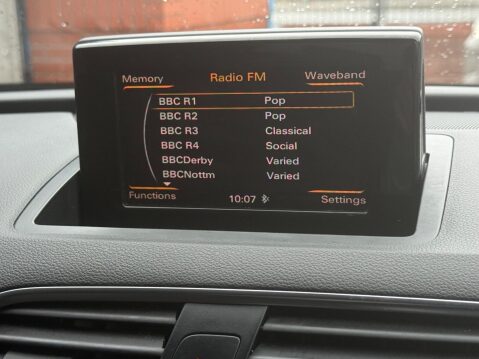 Memory Radio FM Waveband
BBC R1 Pop
BBC R2 Pop
BBC R3 Classical
BBC R4 Social
BBCDerby Varied
BBCNottm Varied
Functions 10:07 Settings